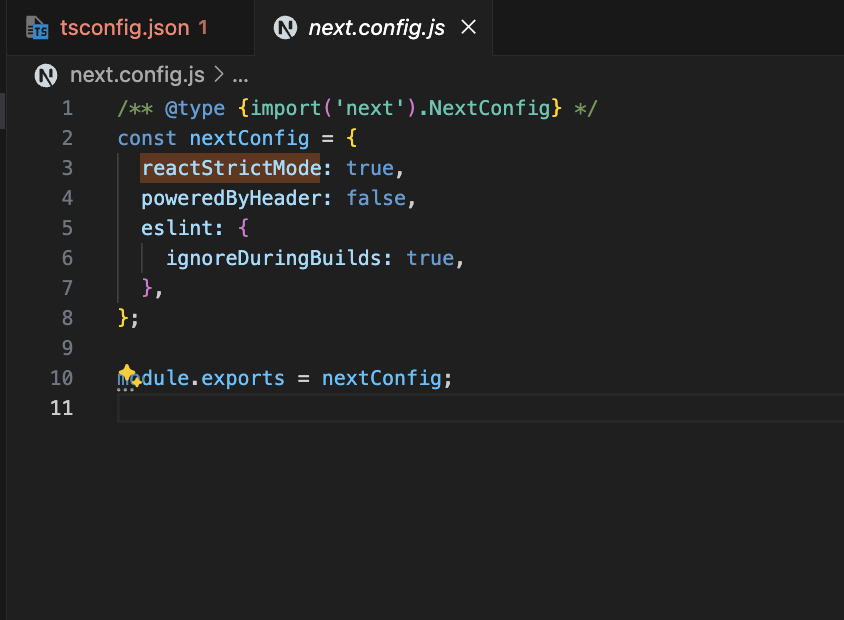 tsconfig.json 1
next.config.js
next.config.js > ...
1 /** @type {import('next').NextConfig} */
2 const nextConfig = {
3 reactStrictMode: true,
4 poweredByHeader: false,
5 eslint: {
6 ignoreDuringBuilds: true,
7 },
8 };
9
10 module.exports = nextConfig;
11